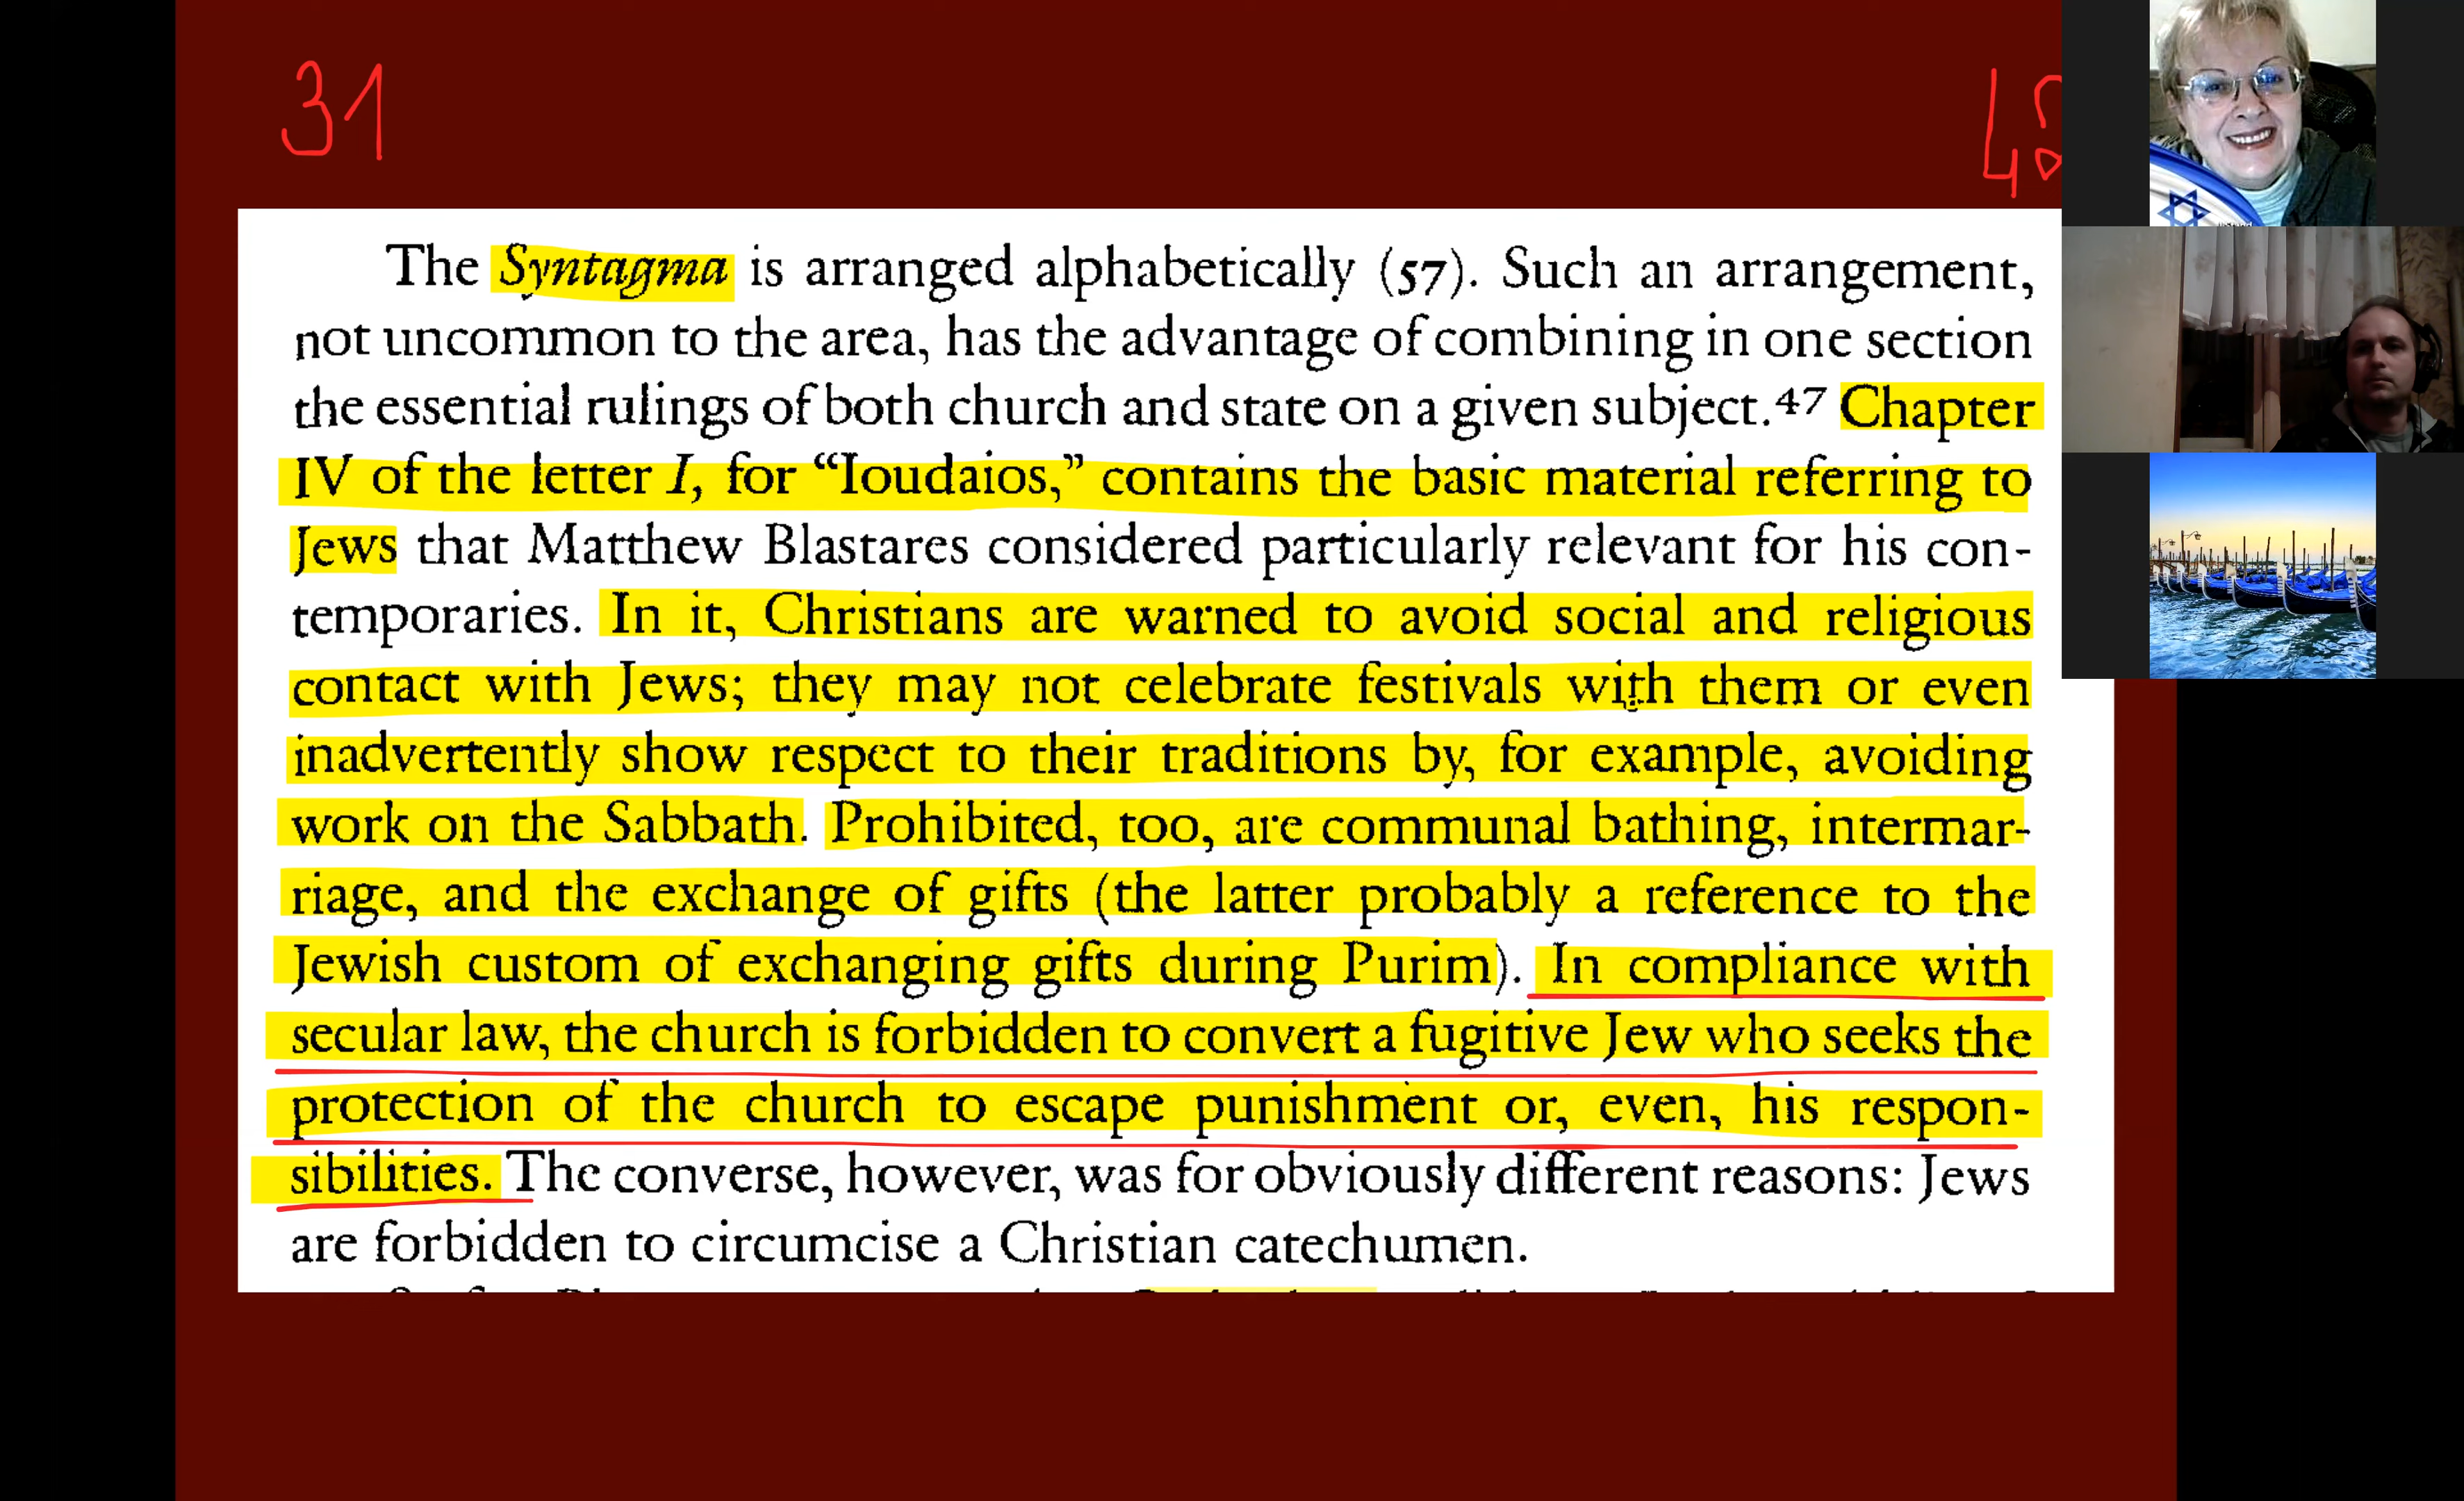 31
The Syntagma is arranged alphabetically (57). Such an arrangement,
not uncommon to the area, has the advantage of combining in one section
the essential rulings of both church and state on a given subject.47 Chapter
IV of the letter I, for “Ioudaios,” contains the basic material referring to
Jews that Matthew Blastares considered particularly relevant for his con-
temporaries. In it, Christians are warned to avoid social and religious
contact with Jews; they may not celebrate festivals with them or even
inadvertently show respect to their traditions by, for example, avoiding
work on the Sabbath. Prohibited, too, are communal bathing, intermar-
riage, and the exchange of gifts (the latter probably a reference to the
Jewish custom of exchanging gifts during Purim). In compliance with
secular law, the church is forbidden to convert a fugitive Jew who seeks the
protection of the church to escape punishment or, even, his respon-
sibilities. The converse, however, was for obviously different reasons: Jews
are forbidden to circumcise a Christian catechumen.